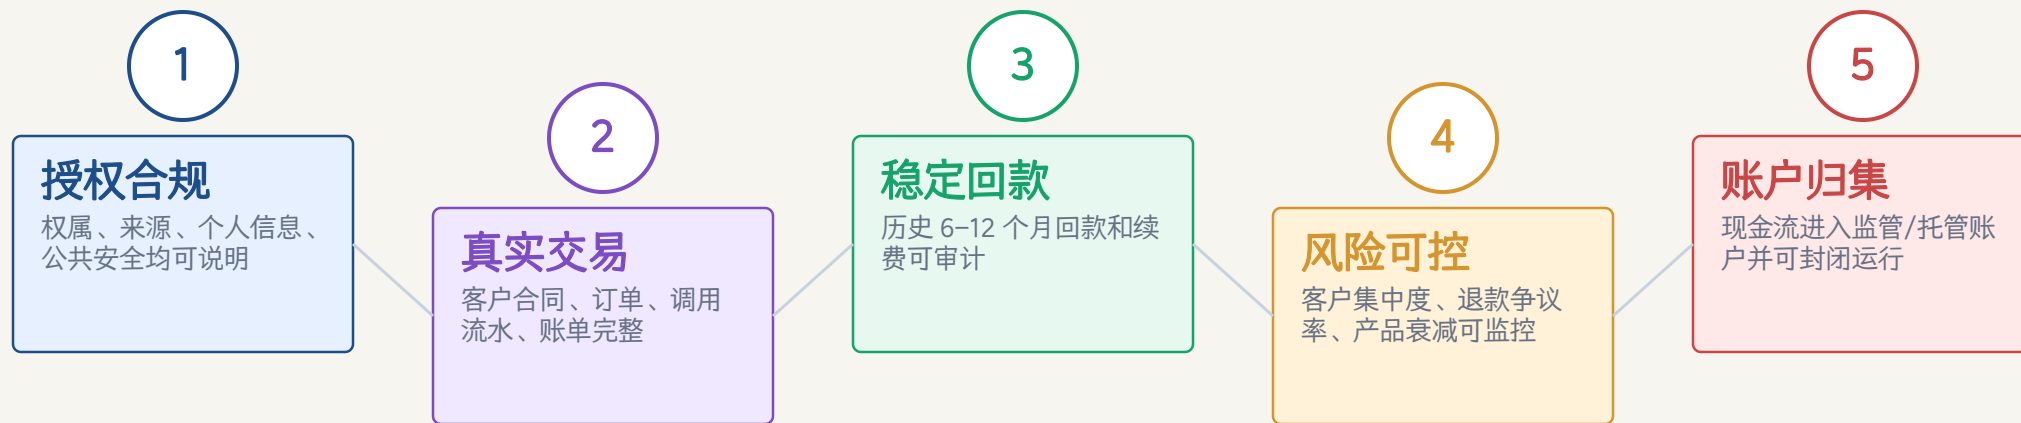 1
授权合规
权属、来源、个人信息、
公共安全均可说明
2
真实交易
客户合同、订单、调用
流水、账单完整
3
稳定回款
历史 6–12 个月回款和续
费可审计
4
风险可控
客户集中度、退款争议
率、产品衰减可监控
5
账户归集
现金流进入监管/托管账
户并可封闭运行